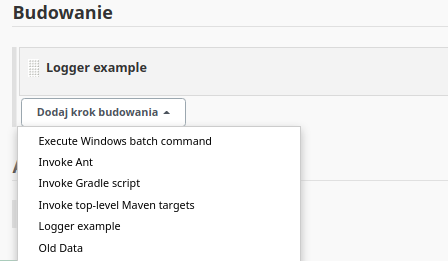 Budowanie
Logger example
Dodaj krok budowania
Execute Windows batch command
Invoke Ant
Invoke Gradle script
Invoke top-level Maven targets
Logger example
Old Data